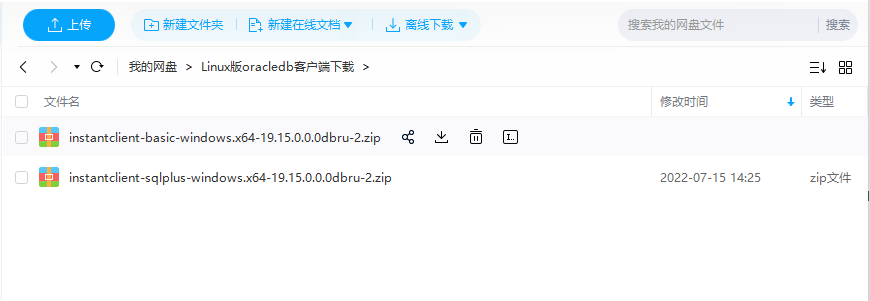 上传 新建文件夹 新建在线文档 离线下载 搜索我的网盘文件 搜索
我的网盘 > Linux版oracledb客户端下载 >
文件名 修改时间 类型
instantclient-basic-windows.x64-19.15.0.0.0dbru-2.zip
instantclient-sqlplus-windows.x64-19.15.0.0.0dbru-2.zip 2022-07-15 14:25 zip文件